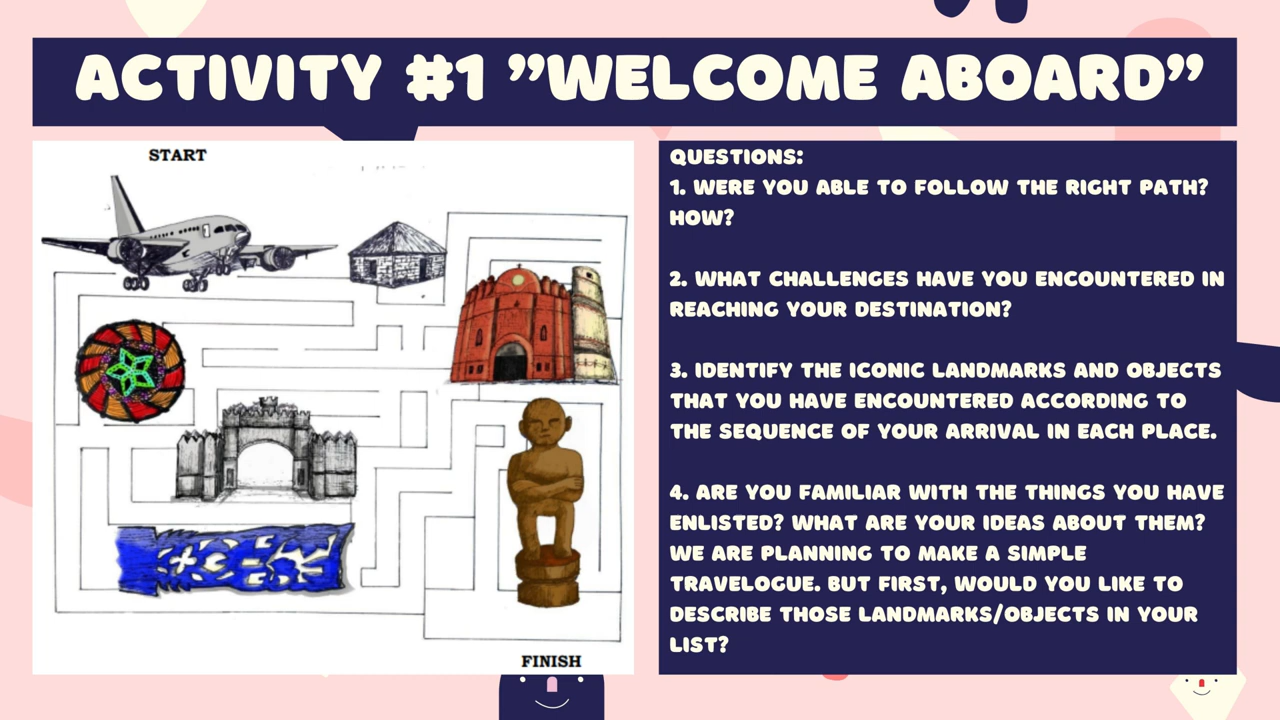 ACTIVITY #1 ”WELCOME ABOARD”
START
FINISH
QUESTIONS:
1. WERE YOU ABLE TO FOLLOW THE RIGHT PATH?
HOW?
2. WHAT CHALLENGES HAVE YOU ENCOUNTERED IN
REACHING YOUR DESTINATION?
3. IDENTIFY THE ICONIC LANDMARKS AND OBJECTS
THAT YOU HAVE ENCOUNTERED ACCORDING TO
THE SEQUENCE OF YOUR ARRIVAL IN EACH PLACE.
4. ARE YOU FAMILIAR WITH THE THINGS YOU HAVE
ENLISTED? WHAT ARE YOUR IDEAS ABOUT THEM?
WE ARE PLANNING TO MAKE A SIMPLE
TRAVELOGUE. BUT FIRST, WOULD YOU LIKE TO
DESCRIBE THOSE LANDMARKS/OBJECTS IN YOUR
LIST?